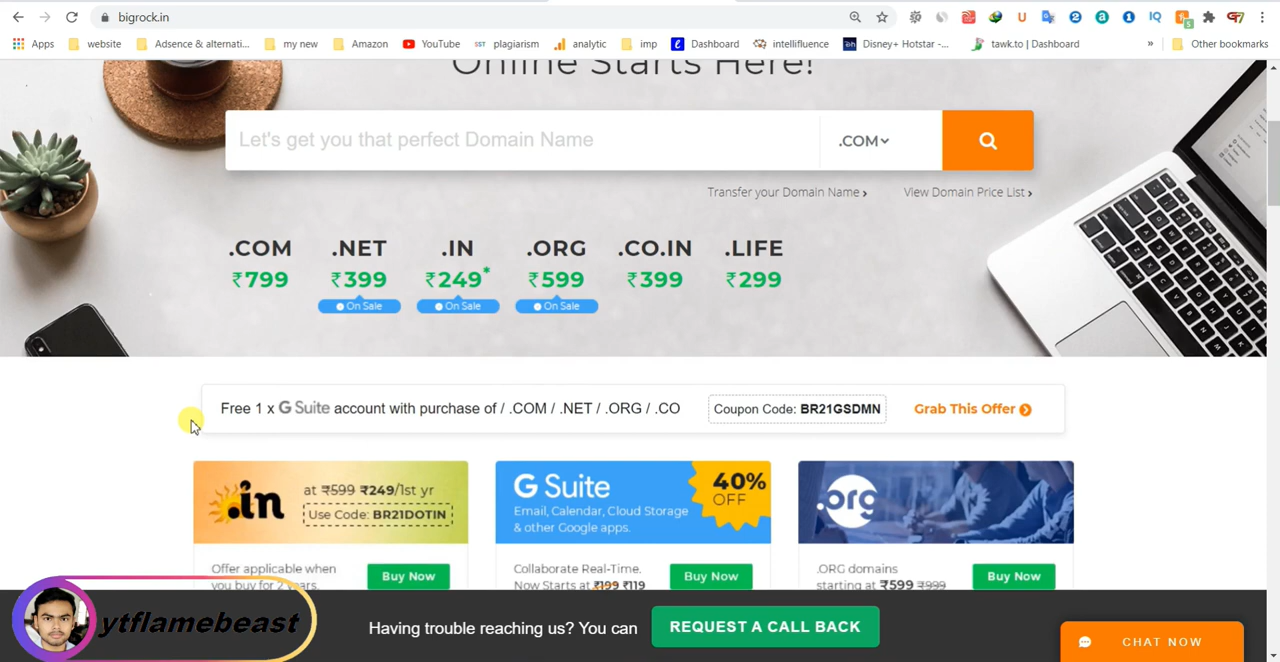 bigrock.in
Apps website Adsence & alternati... my new Amazon YouTube SST plagiarism analytic imp Dashboard intellifluence Disney+ Hotstar -... tawk.to | Dashboard » Other bookmarks
Online Starts Here!
Let's get you that perfect Domain Name .COM
Transfer your Domain Name › View Domain Price List ›
.COM .NET .IN .ORG .CO.IN .LIFE
₹799 ₹399 ₹249* ₹599 ₹399 ₹299
On Sale On Sale On Sale
Free 1 x G Suite account with purchase of / .COM / .NET / .ORG / .CO Coupon Code: BR21GSDMN Grab This Offer
.in
at ₹599 ₹249/1st yr
Use Code: BR21DOTIN
Offer applicable when
you buy for 2 years.
Buy Now
G Suite
40% OFF
Email, Calendar, Cloud Storage
& other Google apps.
Collaborate Real-Time.
Now Starts at ₹199 ₹119
Buy Now
.org
.ORG domains
starting at ₹599 ₹999
Buy Now
ytflamebeast
Having trouble reaching us? You can REQUEST A CALL BACK
CHAT NOW